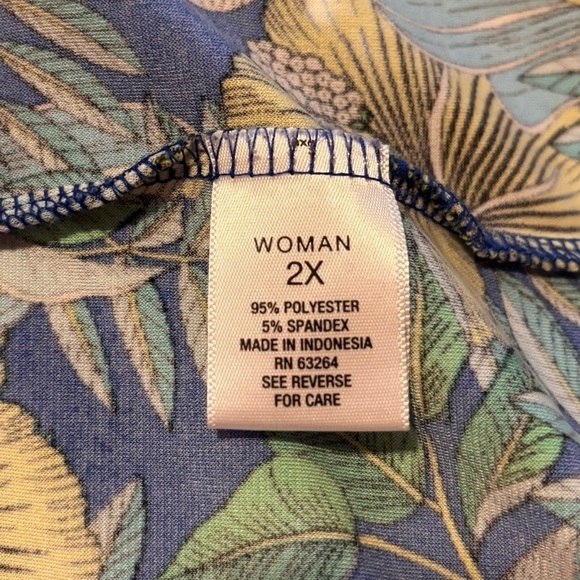 WOMAN
2X
95% POLYESTER
5% SPANDEX
MADE IN INDONESIA
RN 63264
SEE REVERSE
FOR CARE